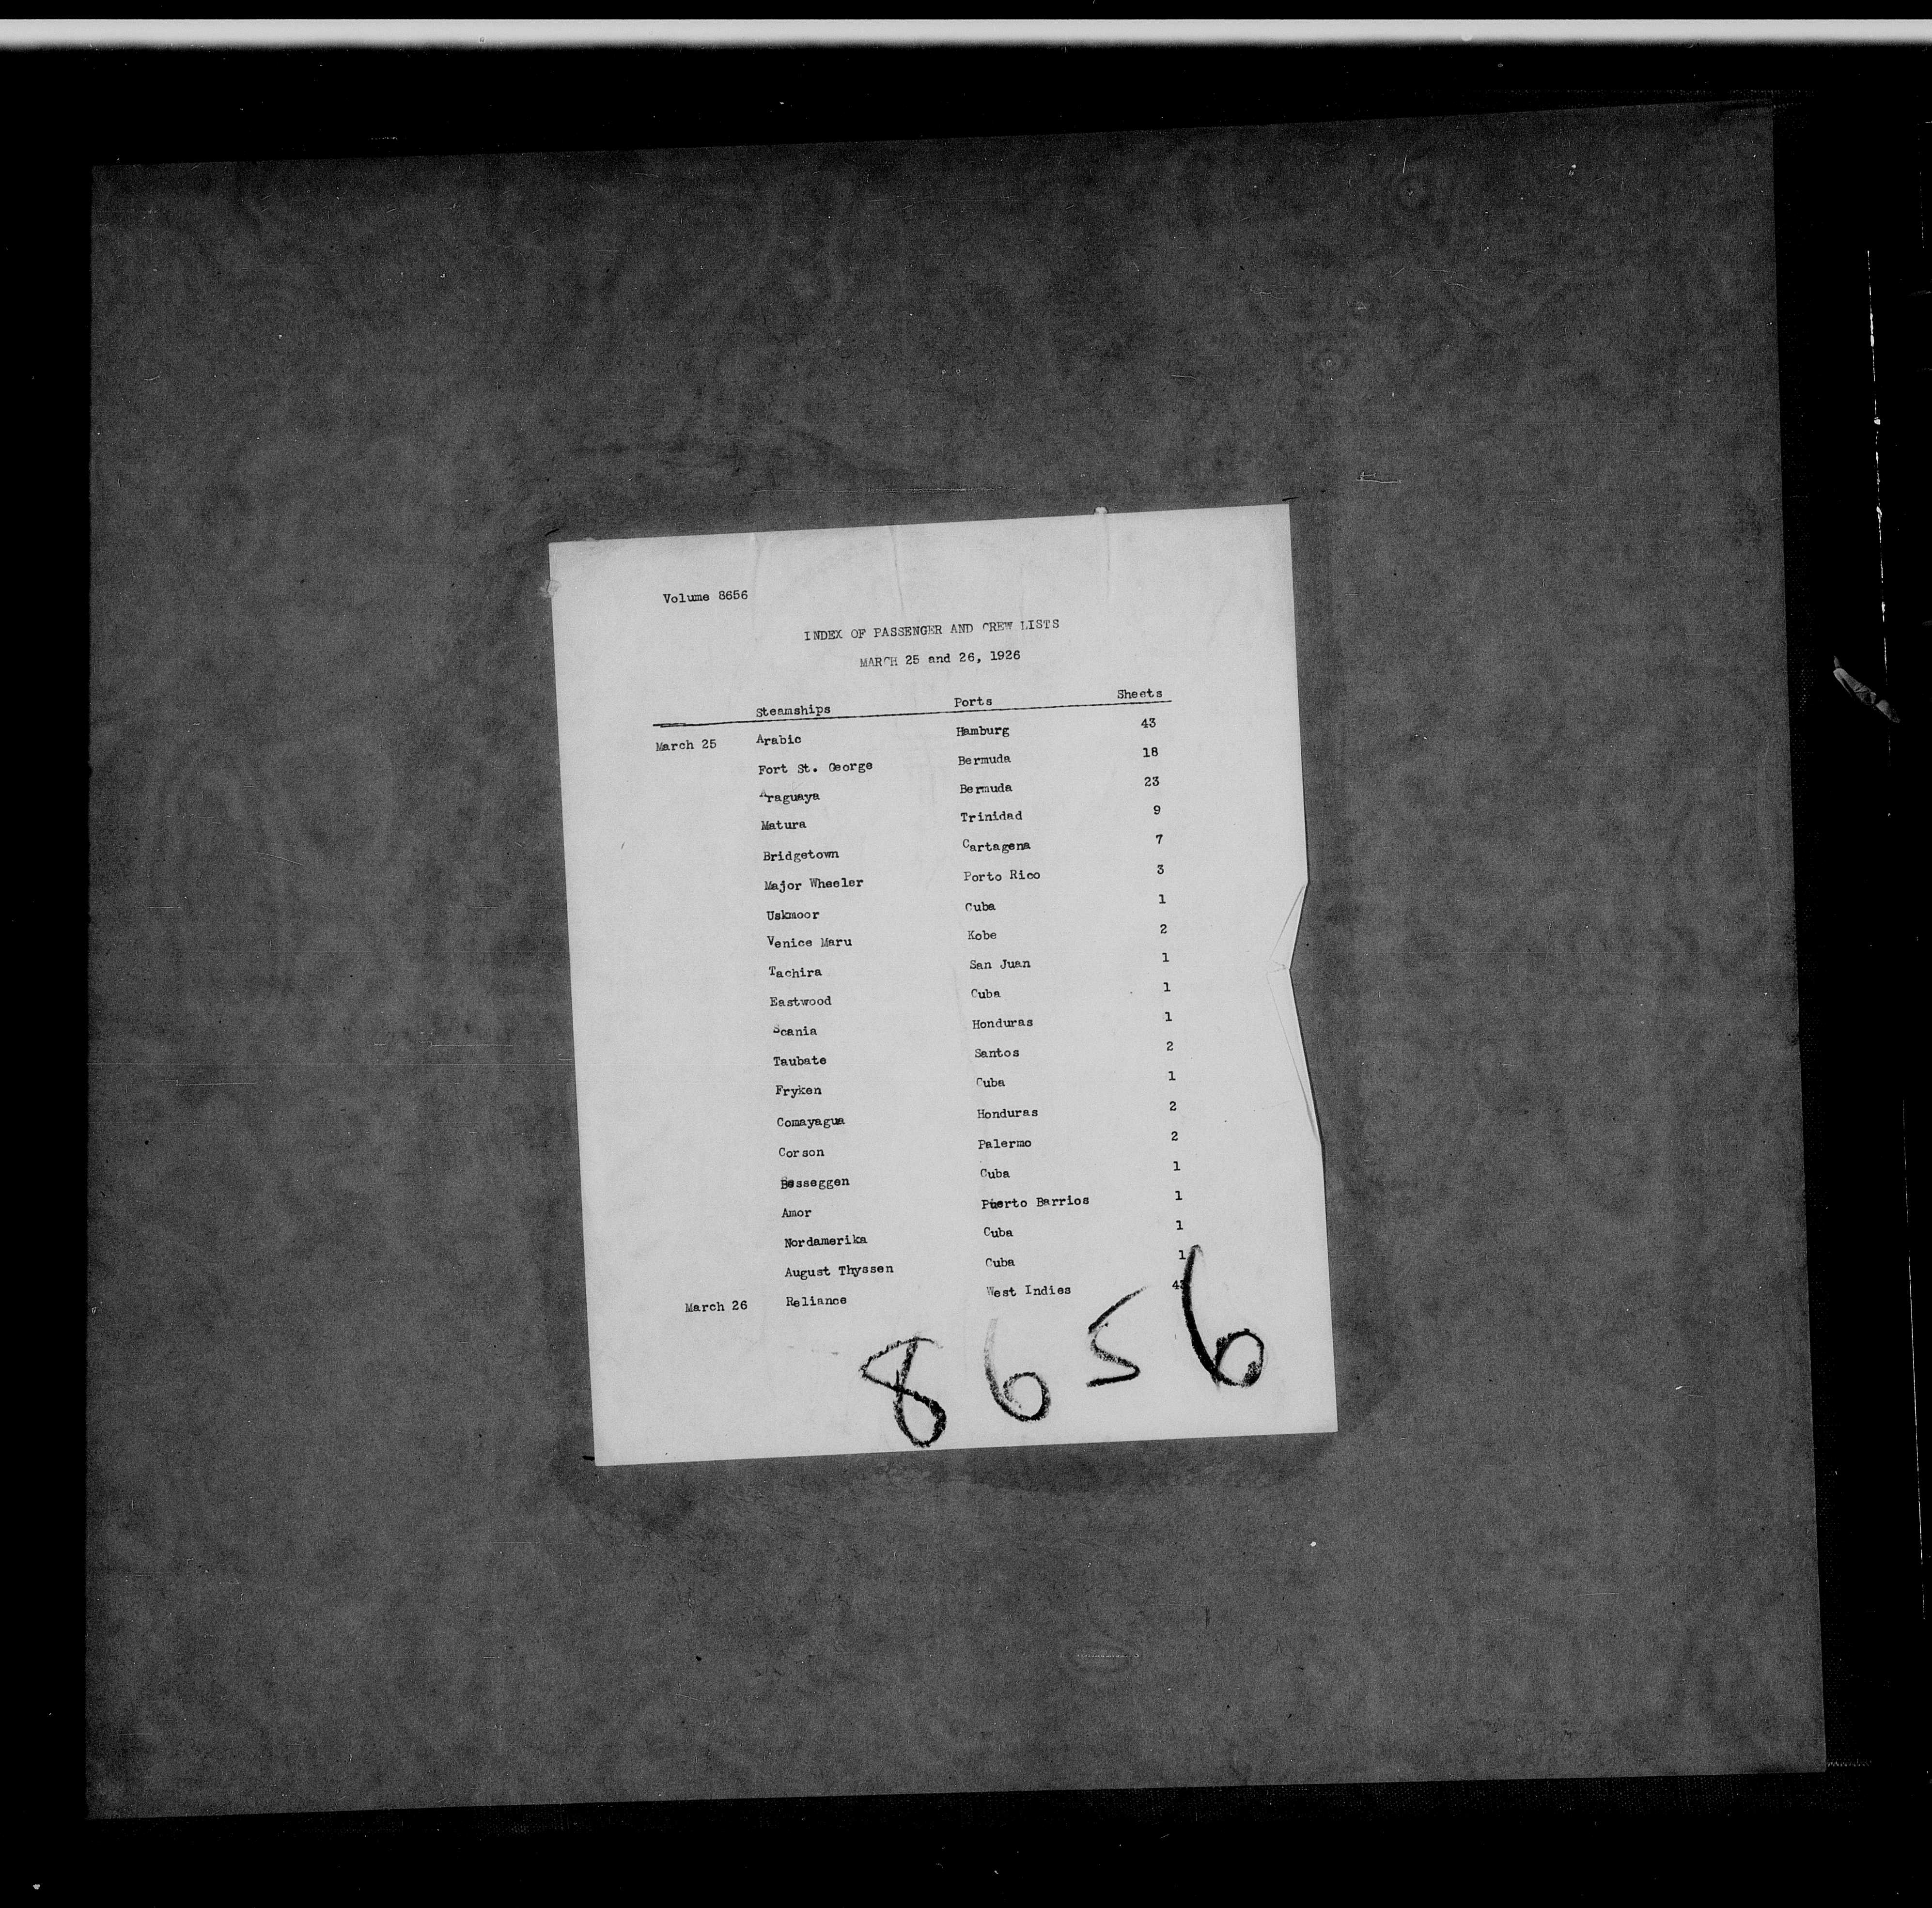 Volume 8656
INDEX OF PASSENGER AND CREW LISTS
MARCH 25 and 26, 1926
Steamships Ports Sheets
March 25 Arabic Hamburg 43
Fort St. George Bermuda 18
Araguaya Bermuda 23
Matura Trinidad 9
Bridgetown Cartagena 7
Major Wheeler Porto Rico 3
Uskmoor Cuba 1
Venice Maru Kobe 2
Tachira San Juan 1
Eastwood Cuba 1
Scania Honduras 1
Taubate Santos 2
Fryken Cuba 1
Comayagua Honduras 2
Corson Palermo 2
Besseggen Cuba 1
Amor Puerto Barrios 1
Nordamerika Cuba 1
August Thyssen Cuba 1
March 26 Reliance West Indies
8656